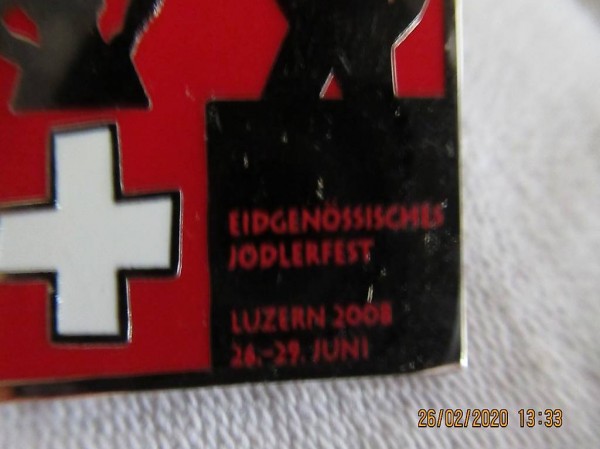 EIDGENÖSSISCHES
JODLERFEST
LUZERN 2008
26.-29. JUNI
26/02/2020 13:33